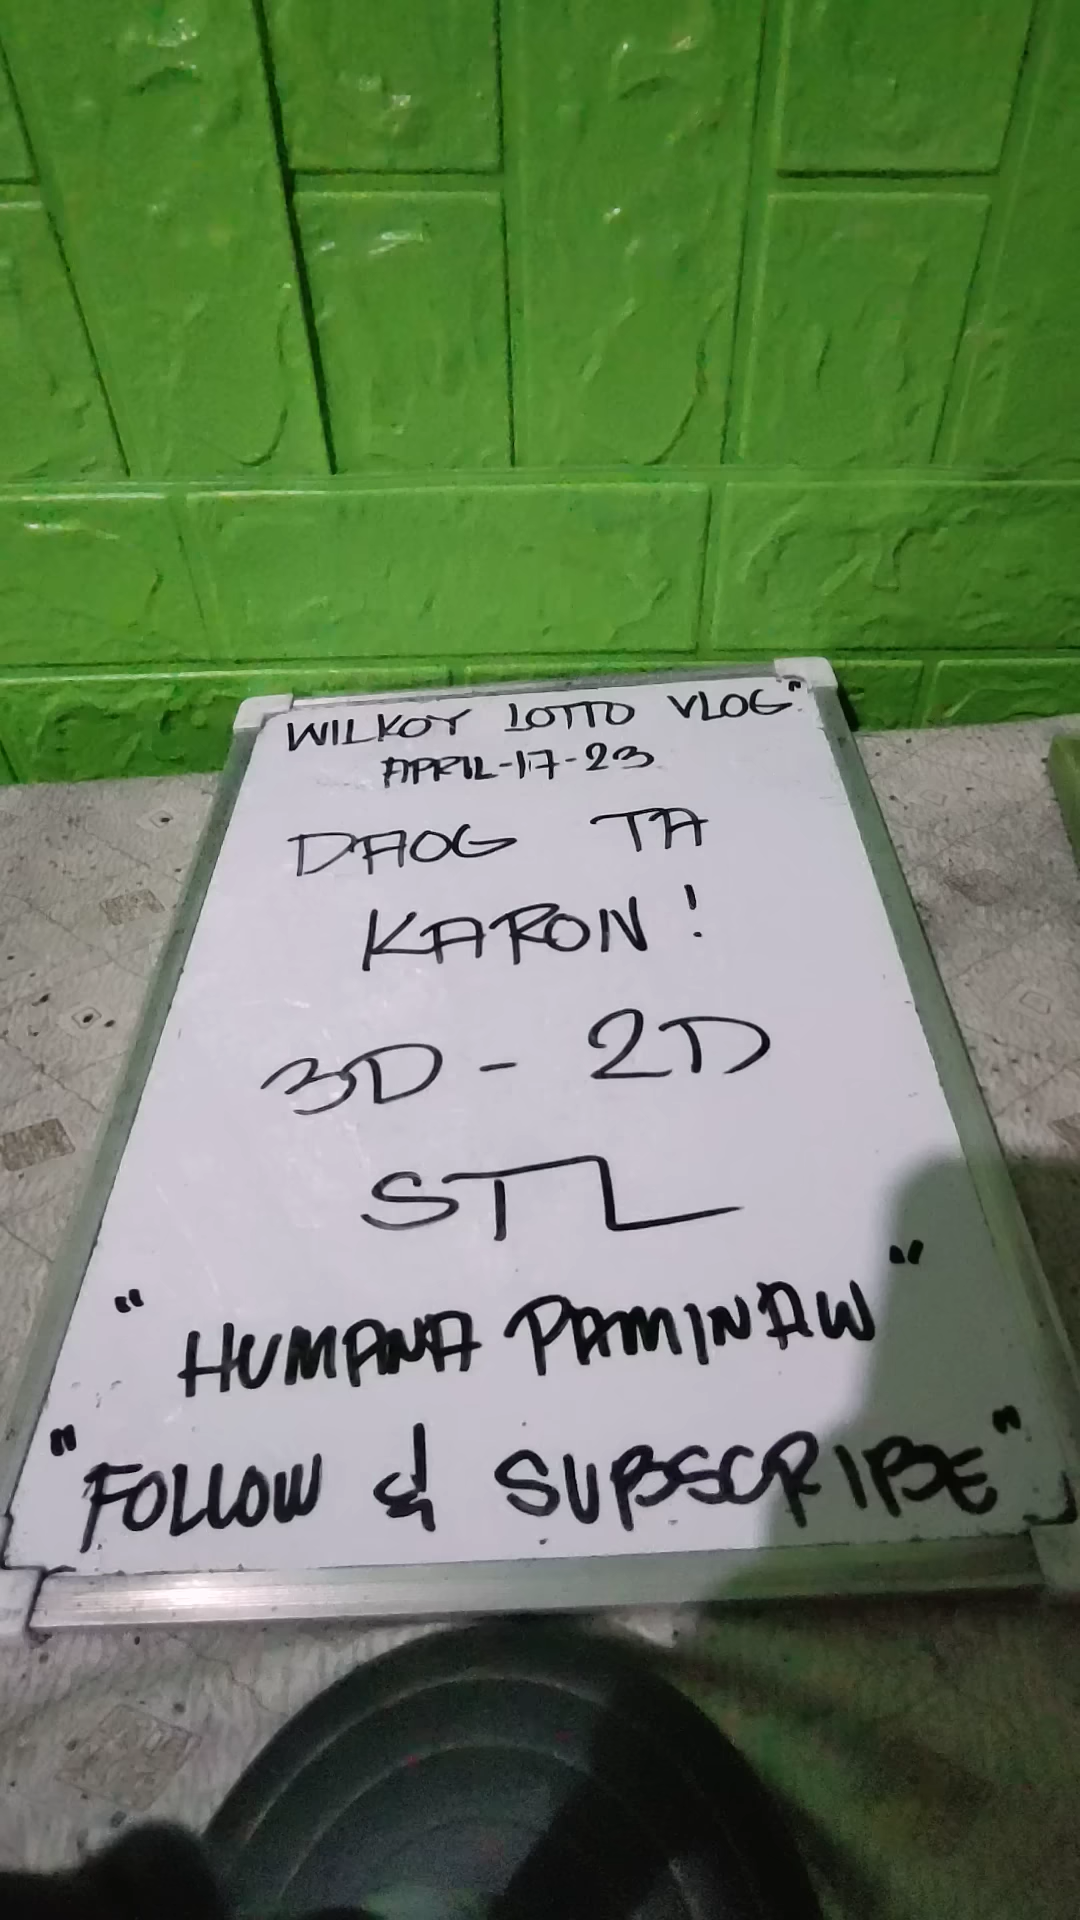 WILKOY LOTTO VLOG"
APRIL-17-23
DAOG TA
KARON!
3D - 2D
STL
"HUMANA PAMINAW"
"FOLLOW & SUBSCRIBE"